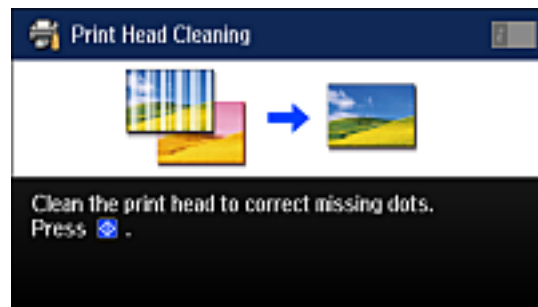 Print Head Cleaning
Clean the print head to correct missing dots.
Press .